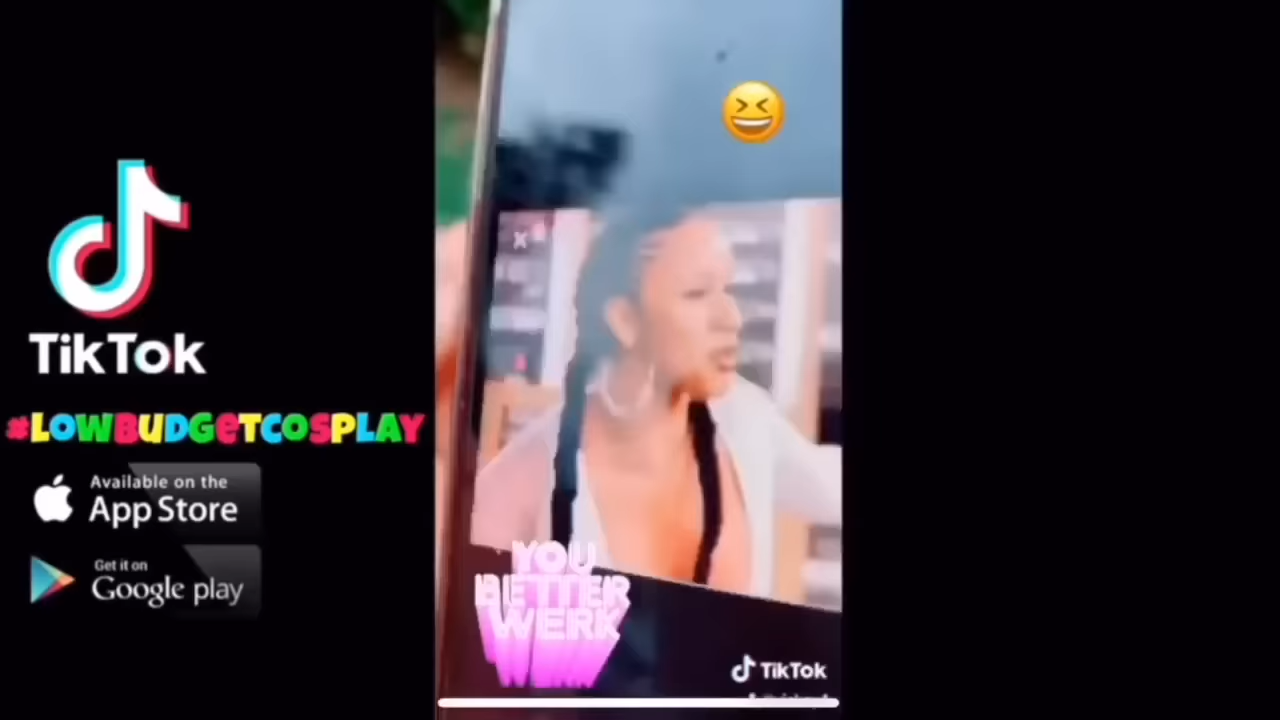 TikTok
#LOWBUDGETCOSPLAY
Available on the
App Store
Get it on
Google play
YOU
BETTER
WERK
TikTok